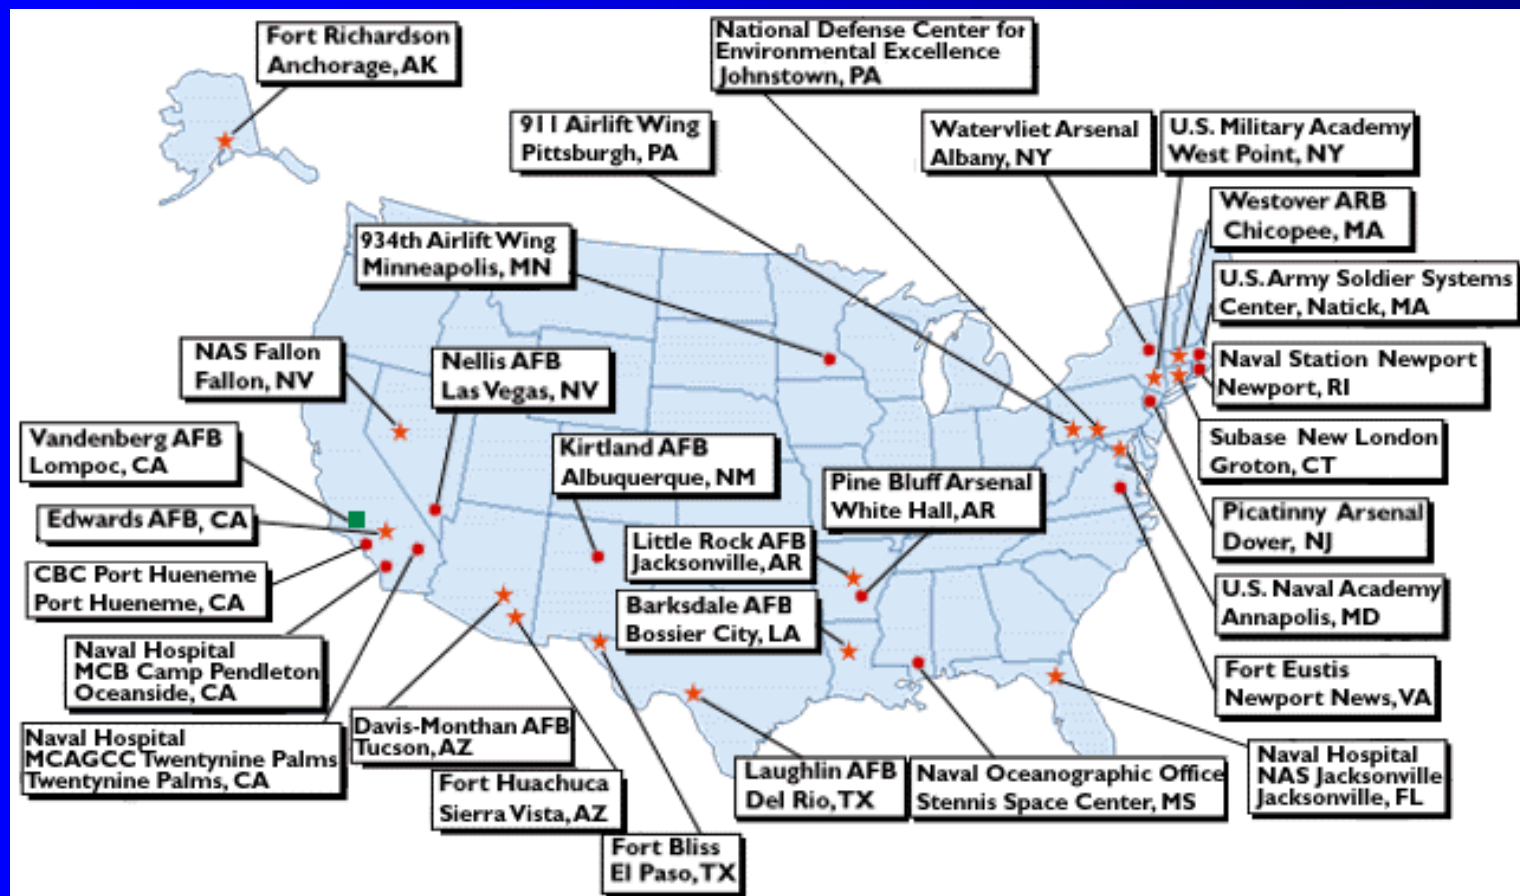 Fort Richardson
Anchorage, AK
National Defense Center for
Environmental Excellence
Johnstown, PA
911 Airlift Wing
Pittsburgh, PA
Watervliet Arsenal
Albany, NY
U.S. Military Academy
West Point, NY
Westover ARB
Chicopee, MA
934th Airlift Wing
Minneapolis, MN
U.S. Army Soldier Systems
Center, Natick, MA
NAS Fallon
Fallon, NV
Nellis AFB
Las Vegas, NV
Naval Station Newport
Newport, RI
Vandenberg AFB
Lompoc, CA
Kirtland AFB
Albuquerque, NM
Subase New London
Groton, CT
Pine Bluff Arsenal
White Hall, AR
Edwards AFB, CA
Picatinny Arsenal
Dover, NJ
Little Rock AFB
Jacksonville, AR
CBC Port Hueneme
Port Hueneme, CA
Barksdale AFB
Bossier City, LA
U.S. Naval Academy
Annapolis, MD
Naval Hospital
MCB Camp Pendleton
Oceanside, CA
Fort Eustis
Newport News, VA
Naval Hospital
MCAGCC Twentynine Palms
Twentynine Palms, CA
Davis-Monthan AFB
Tucson, AZ
Fort Huachuca
Sierra Vista, AZ
Laughlin AFB
Del Rio, TX
Naval Oceanographic Office
Stennis Space Center, MS
Naval Hospital
NAS Jacksonville
Jacksonville, FL
Fort Bliss
El Paso, TX